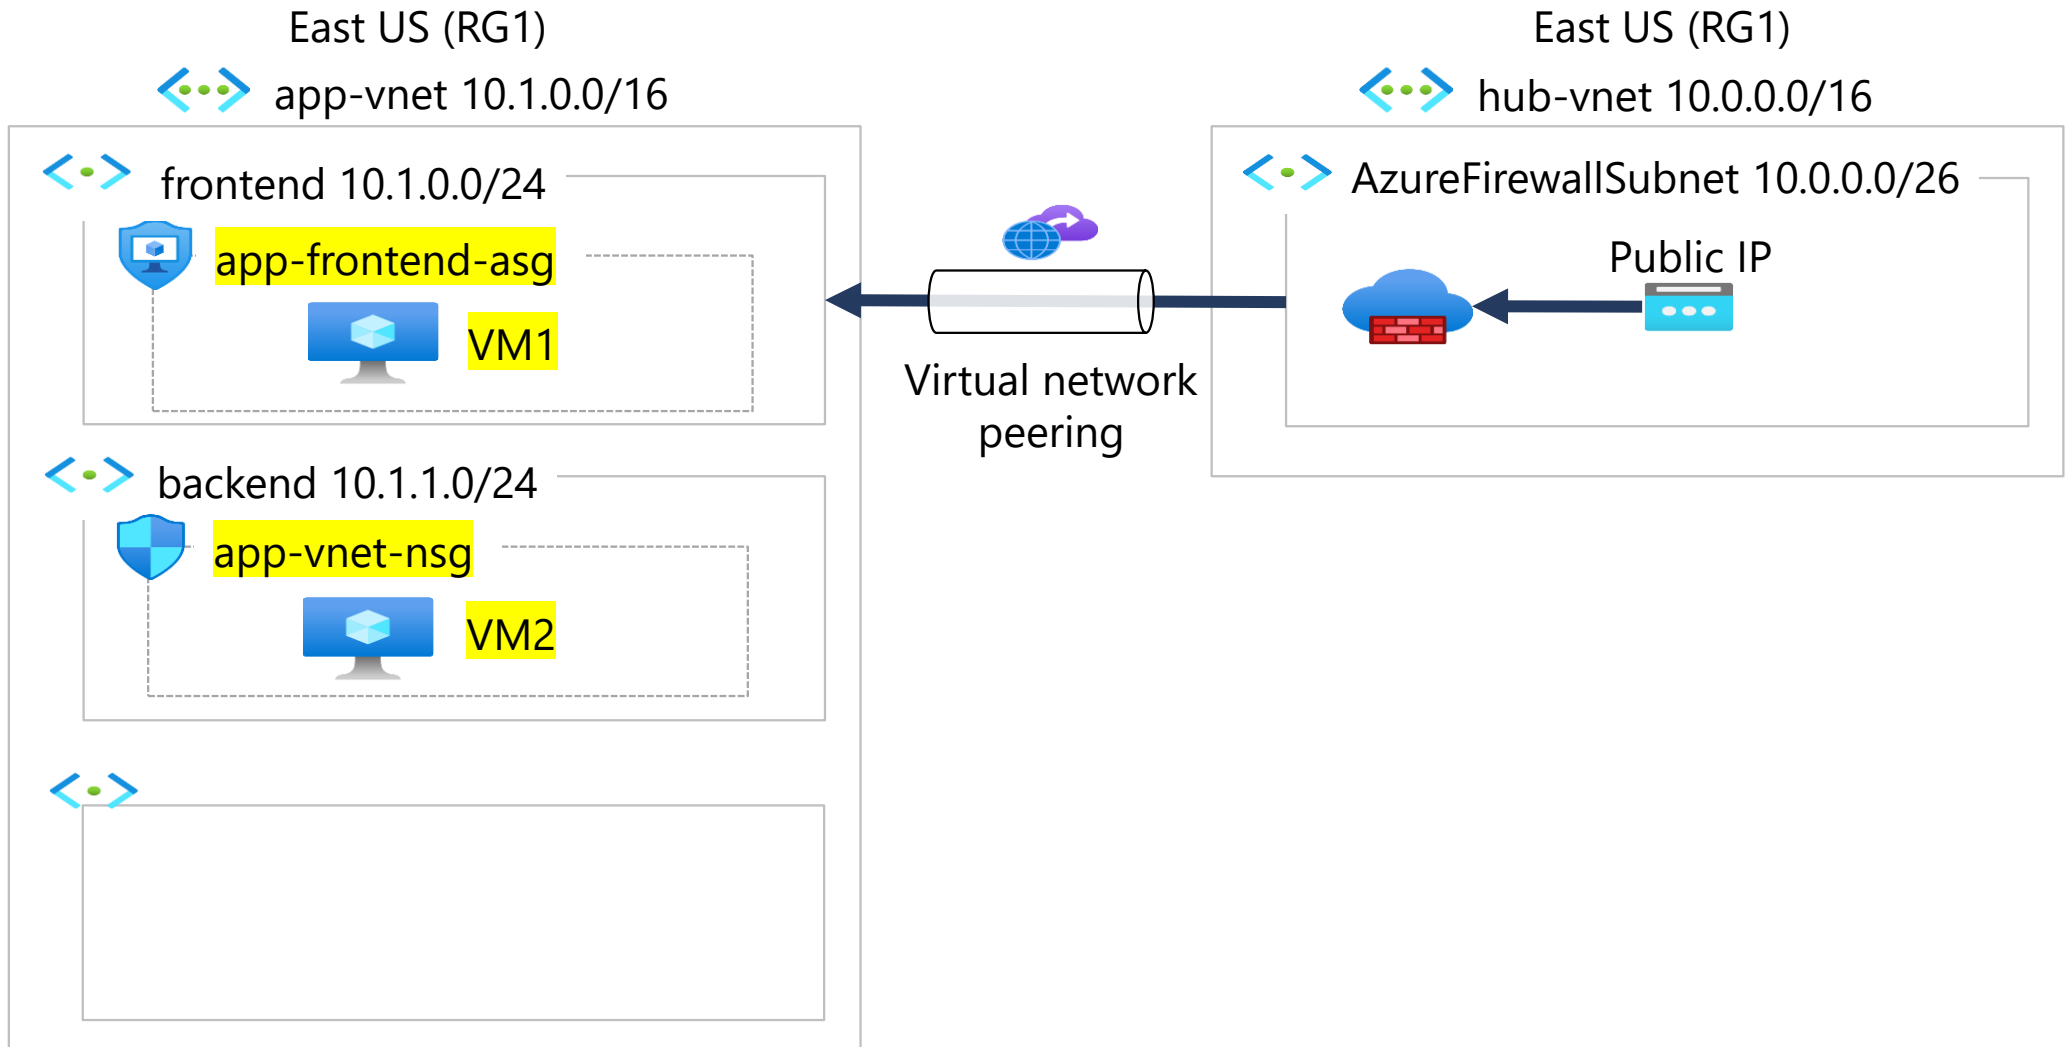 East US (RG1)
app-vnet 10.1.0.0/16
frontend 10.1.0.0/24
app-frontend-asg
VM1
backend 10.1.1.0/24
app-vnet-nsg
VM2
Virtual network
peering
East US (RG1)
hub-vnet 10.0.0.0/16
AzureFirewallSubnet 10.0.0.0/26
Public IP